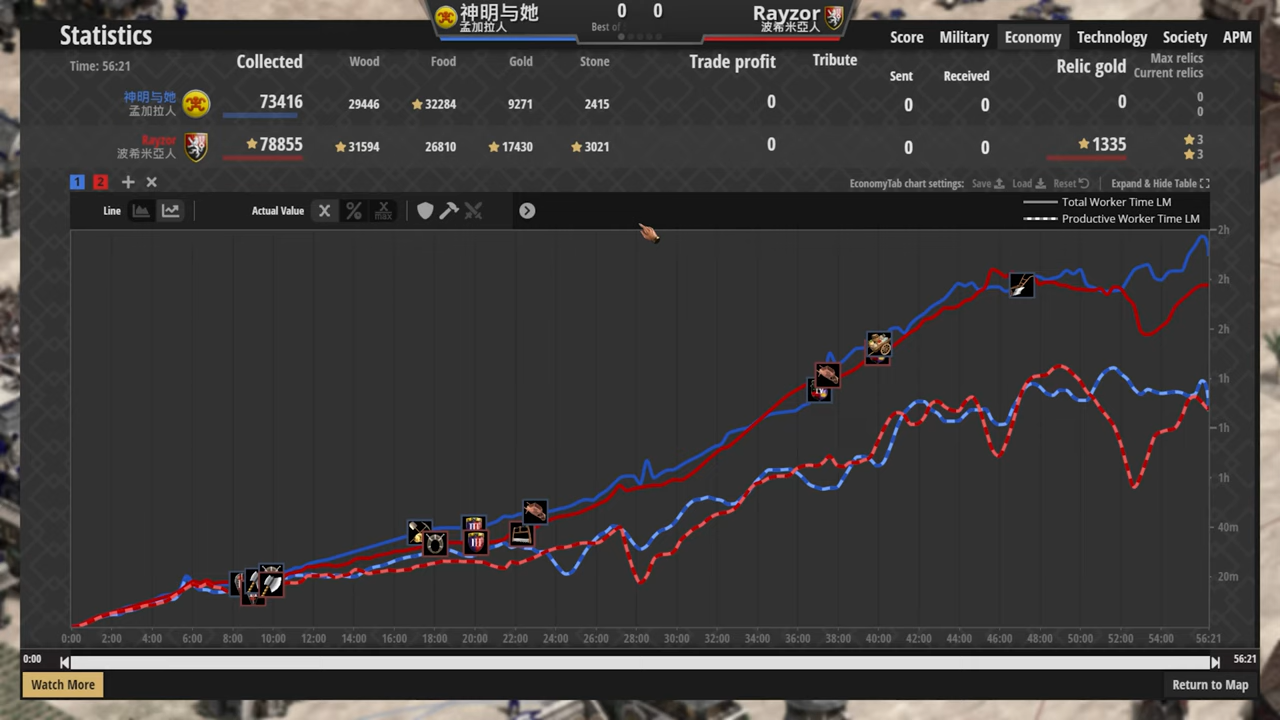 神明与她
孟加拉人
0 0
Best of
Rayzor
波希米亞人
Statistics
Score Military Economy Technology Society APM
Time: 56:21
Collected Wood Food Gold Stone Trade profit Tribute Sent Received Relic gold Max relics
Current relics
神明与她
孟加拉人
73416 29446 32284 9271 2415 0 0 0 0 0
0
Rayzor
波希米亞人
78855 31594 26810 17430 3021 0 0 0 1335 3
3
1 2
EconomyTab chart settings: Save Load Reset Expand & Hide Table
Line Actual Value X % X max
Total Worker Time LM
Productive Worker Time LM
2h
2h
2h
1h
1h
1h
40m
20m
0:00 2:00 4:00 6:00 8:00 10:00 12:00 14:00 16:00 18:00 20:00 22:00 24:00 26:00 28:00 30:00 32:00 34:00 36:00 38:00 40:00 42:00 44:00 46:00 48:00 50:00 52:00 54:00 56:21
0:00 56:21
Watch More Return to Map